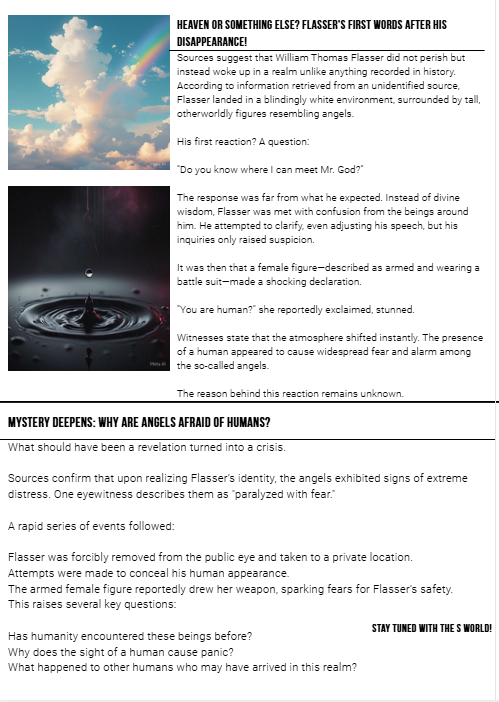 HEAVEN OR SOMETHING ELSE? FLASSER'S FIRST WORDS AFTER HIS
DISAPPEARANCE!
Sources suggest that William Thomas Flasser did not perish but
instead woke up in a realm unlike anything recorded in history.
According to information retrieved from an unidentified source,
Flasser landed in a blindingly white environment, surrounded by tall,
otherworldly figures resembling angels.
His first reaction? A question:
"Do you know where I can meet Mr. God?"
The response was far from what he expected. Instead of divine
wisdom, Flasser was met with confusion from the beings around
him. He attempted to clarify, even adjusting his speech, but his
inquiries only raised suspicion.
It was then that a female figure—described as armed and wearing a
battle suit—made a shocking declaration.
"You are human?" she reportedly exclaimed, stunned.
Witnesses state that the atmosphere shifted instantly. The presence
of a human appeared to cause widespread fear and alarm among
the so-called angels.
The reason behind this reaction remains unknown.
Meta AI
MYSTERY DEEPENS: WHY ARE ANGELS AFRAID OF HUMANS?
What should have been a revelation turned into a crisis.
Sources confirm that upon realizing Flasser's identity, the angels exhibited signs of extreme
distress. One eyewitness describes them as "paralyzed with fear."
A rapid series of events followed:
Flasser was forcibly removed from the public eye and taken to a private location.
Attempts were made to conceal his human appearance.
The armed female figure reportedly drew her weapon, sparking fears for Flasser's safety.
This raises several key questions:
Has humanity encountered these beings before?
Why does the sight of a human cause panic?
What happened to other humans who may have arrived in this realm?
STAY TUNED WITH THE S WORLD!